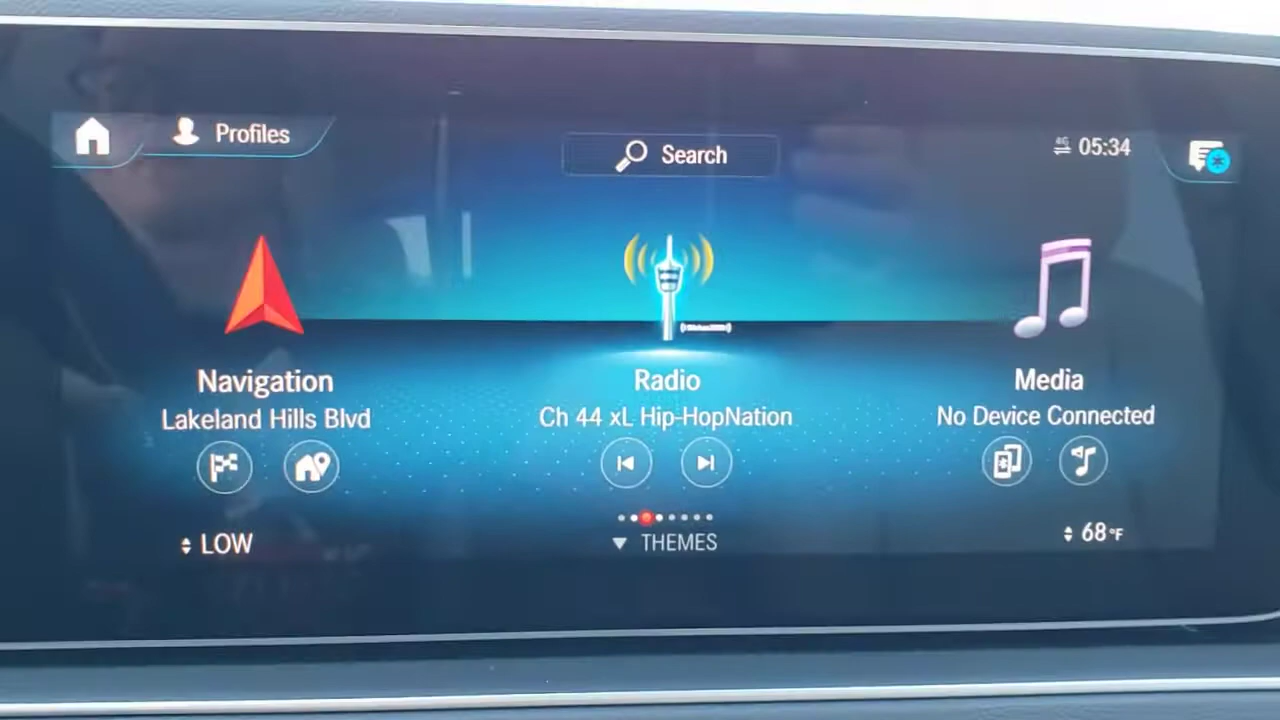 Profiles
Search
4G 05:34
Navigation
Lakeland Hills Blvd
Radio
Ch 44 xL Hip-HopNation
Media
No Device Connected
LOW
THEMES
68°F